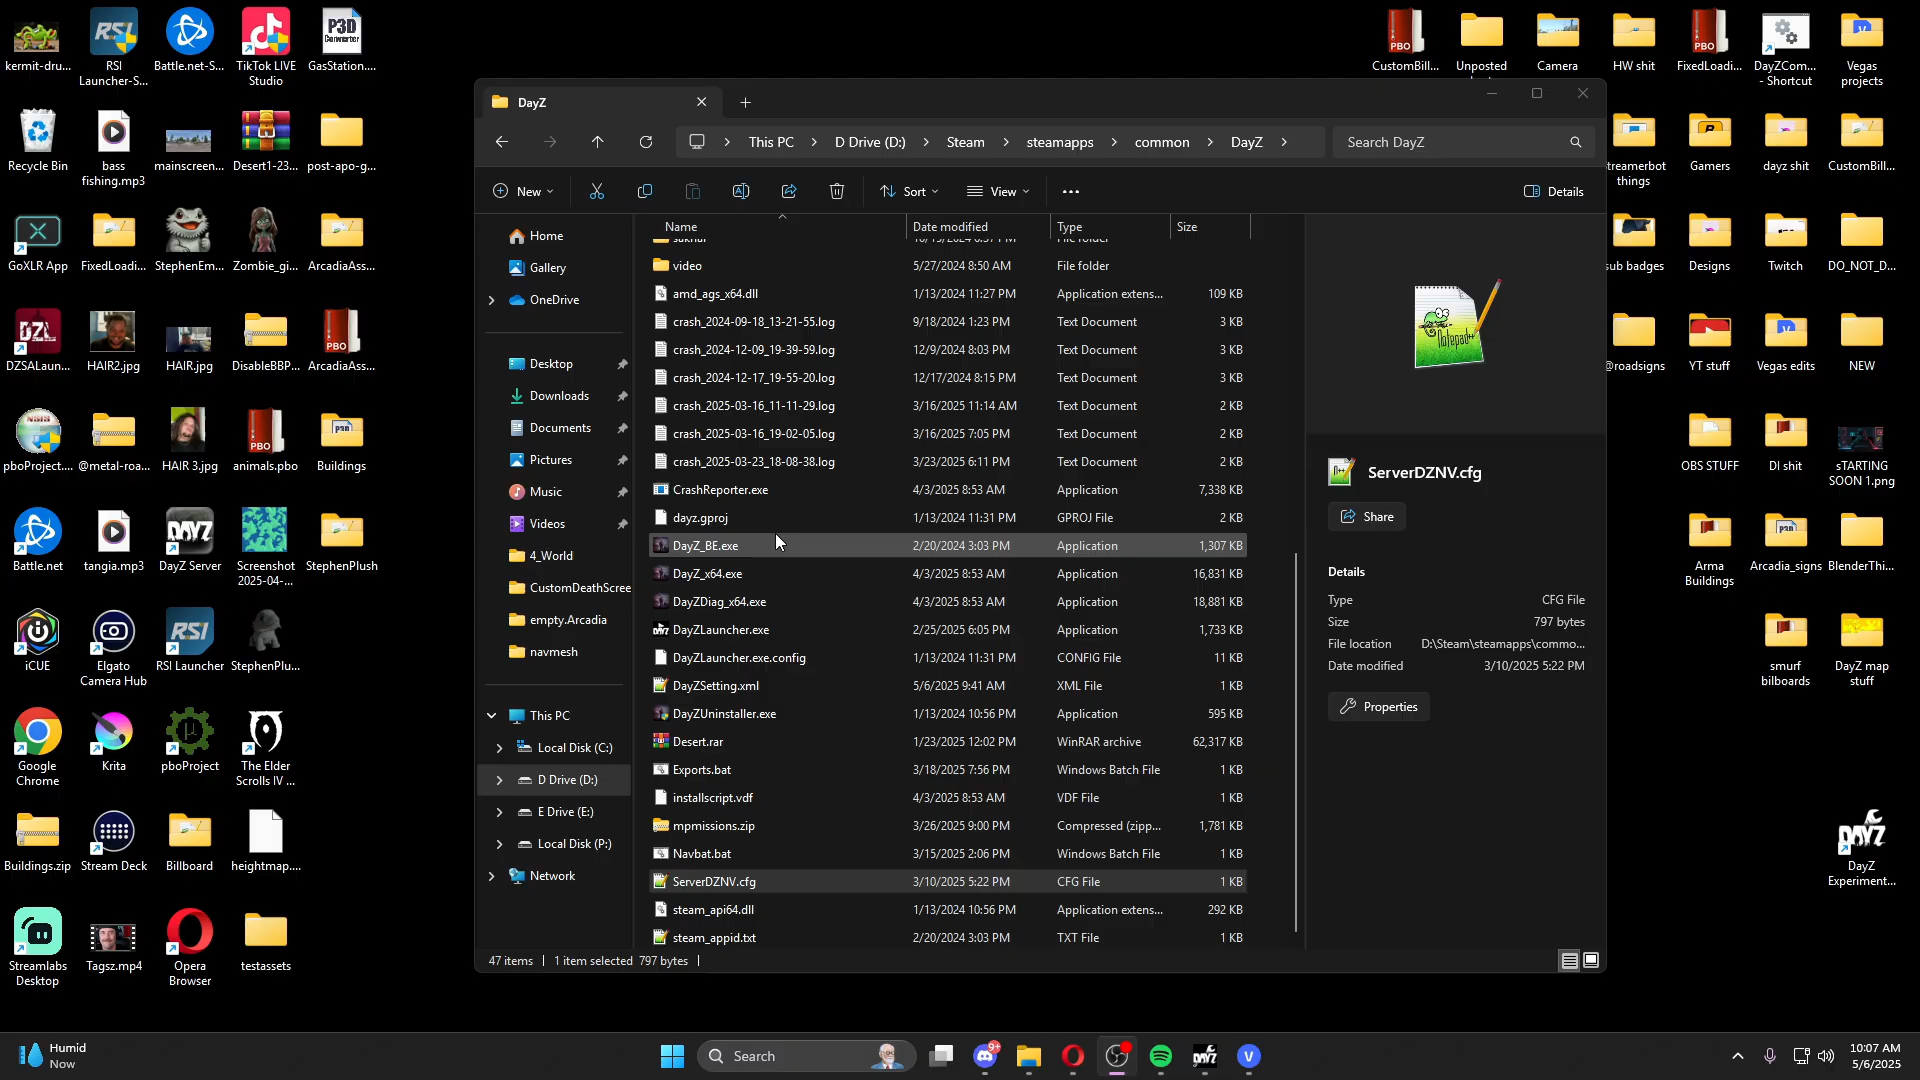 kermit-dru...
RSI
Launcher-S...
Battle.net-S...
TikTok LIVE
Studio
P3D
Converter
GasStation....
Recycle Bin
bass
fishing.mp3
mainscreen...
Desert1-23...
post-apo-g...
GoXLR App
FixedLoadi...
StephenEm...
Zombie_gi...
ArcadiaAss...
DZSALaun...
HAIR2.jpg
HAIR.jpg
DisableBBP...
ArcadiaAss...
pboProject....
@metal-roa...
HAIR 3.jpg
animals.pbo
Buildings
Battle.net
tangia.mp3
DayZ Server
Screenshot
2025-04-...
StephenPlush
iCUE
Elgato
Camera Hub
RSI Launcher
StephenPlu...
Google
Chrome
Krita
pboProject
The Elder
Scrolls IV ...
Buildings.zip
Stream Deck
Billboard
heightmap....
Streamlabs
Desktop
Tagsz.mp4
Opera
Browser
testassets
DayZ
This PC
D Drive (D:)
Steam
steamapps
common
DayZ
Search DayZ
New
Sort
View
Details
Home
Gallery
OneDrive
Desktop
Downloads
Documents
Pictures
Music
Videos
4_World
CustomDeathScree
empty.Arcadia
navmesh
This PC
Local Disk (C:)
D Drive (D:)
E Drive (E:)
Local Disk (P:)
Network
Name Date modified Type Size
video 5/27/2024 8:50 AM File folder
amd_ags_x64.dll 1/13/2024 11:27 PM Application extens... 109 KB
crash_2024-09-18_13-21-55.log 9/18/2024 1:23 PM Text Document 3 KB
crash_2024-12-09_19-39-59.log 12/9/2024 8:03 PM Text Document 3 KB
crash_2024-12-17_19-55-20.log 12/17/2024 8:15 PM Text Document 3 KB
crash_2025-03-16_11-11-29.log 3/16/2025 11:14 AM Text Document 2 KB
crash_2025-03-16_19-02-05.log 3/16/2025 7:05 PM Text Document 2 KB
crash_2025-03-23_18-08-38.log 3/23/2025 6:11 PM Text Document 2 KB
CrashReporter.exe 4/3/2025 8:53 AM Application 7,338 KB
dayz.gproj 1/13/2024 11:31 PM GPROJ File 2 KB
DayZ_BE.exe 2/20/2024 3:03 PM Application 1,307 KB
DayZ_x64.exe 4/3/2025 8:53 AM Application 16,831 KB
DayZDiag_x64.exe 4/3/2025 8:53 AM Application 18,881 KB
DayZLauncher.exe 2/25/2025 6:05 PM Application 1,733 KB
DayZLauncher.exe.config 1/13/2024 11:31 PM CONFIG File 11 KB
DayZSetting.xml 5/6/2025 9:41 AM XML File 1 KB
DayZUninstaller.exe 1/13/2024 10:56 PM Application 595 KB
Desert.rar 1/23/2025 12:02 PM WinRAR archive 62,317 KB
Exports.bat 3/18/2025 7:56 PM Windows Batch File 1 KB
installscript.vdf 4/3/2025 8:53 AM VDF File 1 KB
mpmissions.zip 3/26/2025 9:00 PM Compressed (zipp... 1,781 KB
Navbat.bat 3/15/2025 2:06 PM Windows Batch File 1 KB
ServerDZNV.cfg 3/10/2025 5:22 PM CFG File 1 KB
steam_api64.dll 1/13/2024 10:56 PM Application extens... 292 KB
steam_appid.txt 2/20/2024 3:03 PM TXT File 1 KB
47 items 1 item selected 797 bytes
Notepad++
ServerDZNV.cfg
Share
Details
Type CFG File
Size 797 bytes
File location D:\Steam\steamapps\commo...
Date modified 3/10/2025 5:22 PM
Properties
CustomBill...
Unposted
Camera
HW shit
FixedLoadi...
DayZCom...
- Shortcut
Vegas
projects
treamerbot
things
Gamers
dayz shit
CustomBill...
sub badges
Designs
Twitch
DO_NOT_D...
@roadsigns
YT stuff
Vegas edits
NEW
OBS STUFF
DI shit
sTARTING
SOON 1.png
Arma
Buildings
Arcadia_signs
BlenderThi...
smurf
bilboards
DayZ map
stuff
DayZ
Experiment...
Humid
Now
Search
9+
10:07 AM
5/6/2025